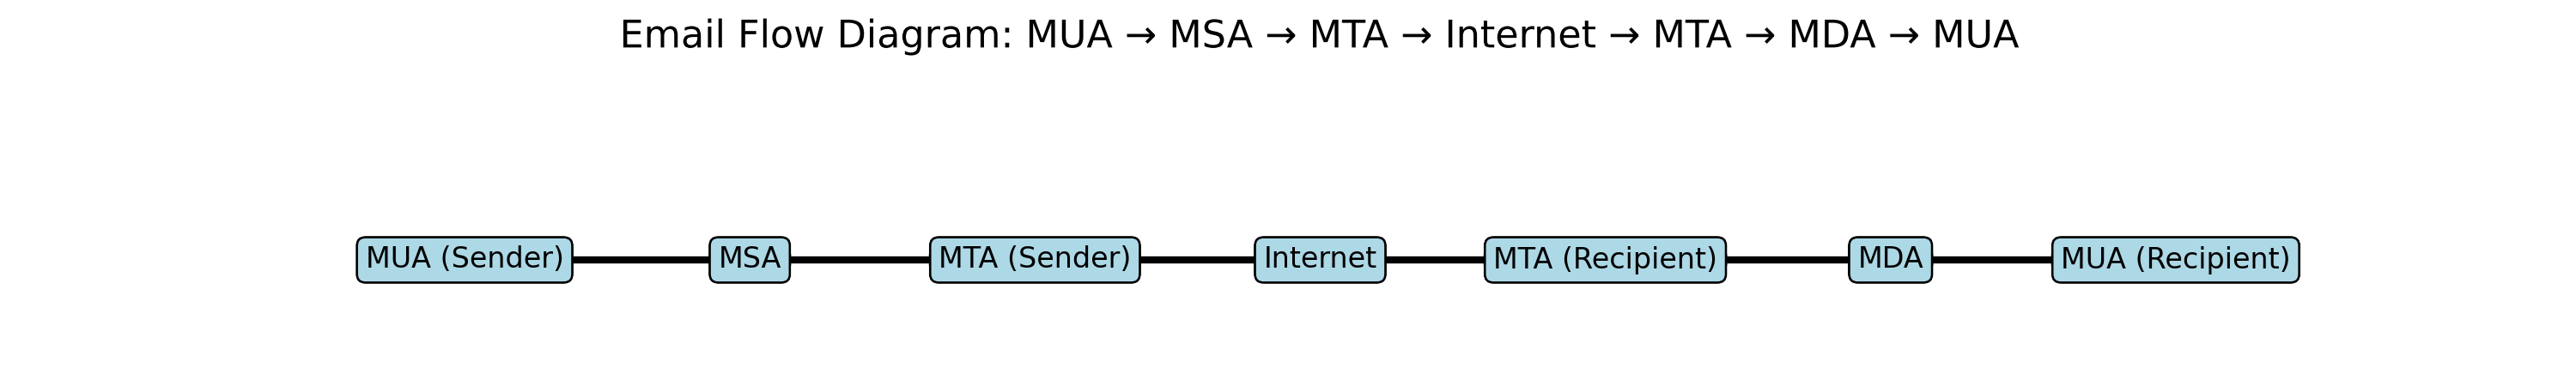 Email Flow Diagram: MUA → MSA → MTA → Internet → MTA → MDA → MUA
MUA (Sender) MSA MTA (Sender) Internet MTA (Recipient) MDA MUA (Recipient)